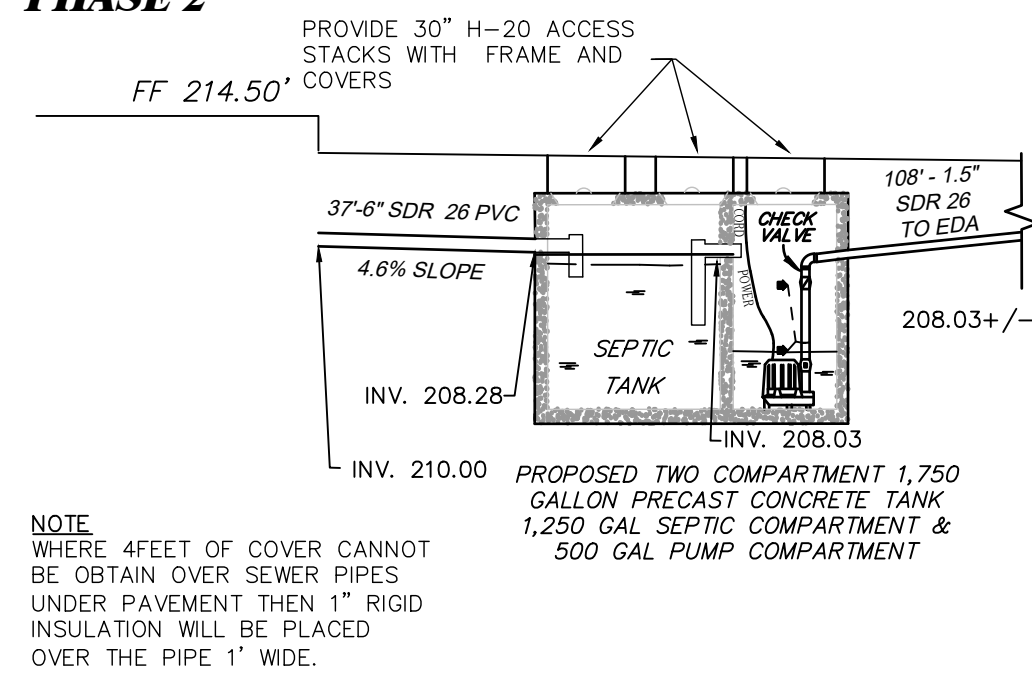 PHASE 2
PROVIDE 30" H-20 ACCESS
STACKS WITH FRAME AND
COVERS
FF 214.50'
37'-6" SDR 26 PVC
4.6% SLOPE
CORD
POWER
CHECK
VALVE
108' - 1.5"
SDR 26
TO EDA
208.03+/-
SEPTIC
TANK
INV. 208.28
INV. 208.03
INV. 210.00
PROPOSED TWO COMPARTMENT 1,750
GALLON PRECAST CONCRETE TANK
1,250 GAL SEPTIC COMPARTMENT &
500 GAL PUMP COMPARTMENT
NOTE
WHERE 4FEET OF COVER CANNOT
BE OBTAIN OVER SEWER PIPES
UNDER PAVEMENT THEN 1" RIGID
INSULATION WILL BE PLACED
OVER THE PIPE 1' WIDE.